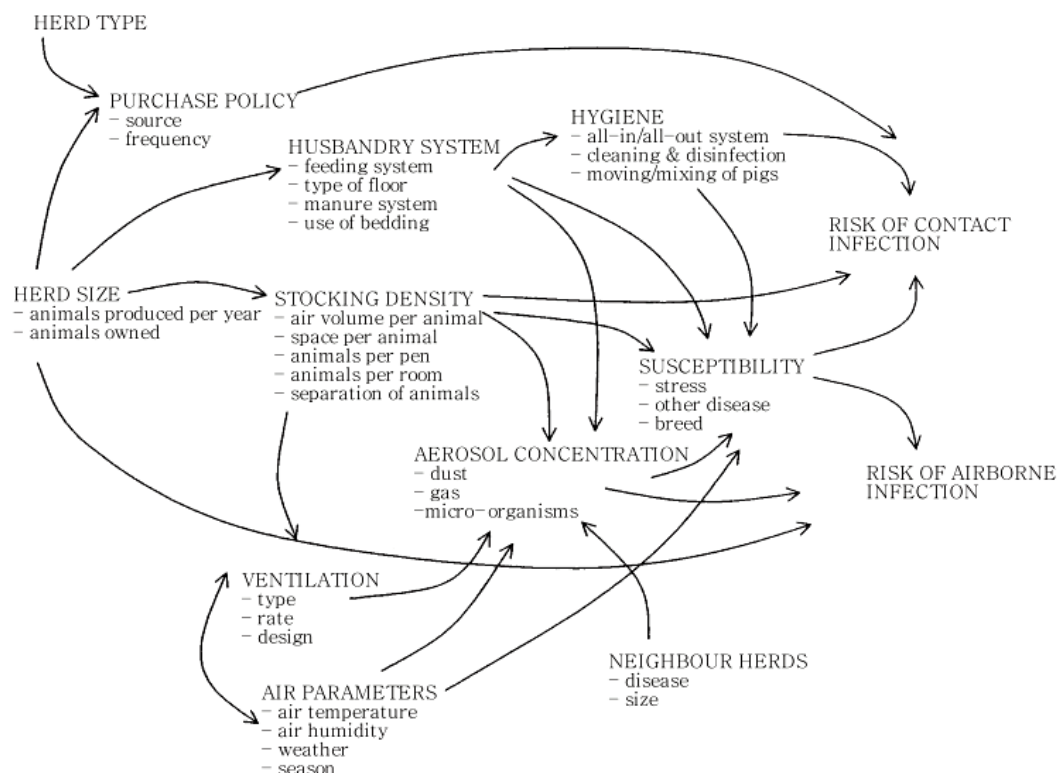 HERD TYPE
PURCHASE POLICY
- source
- frequency
HUSBANDRY SYSTEM
- feeding system
- type of floor
- manure system
- use of bedding
HYGIENE
- all-in/all-out system
- cleaning & disinfection
- moving/mixing of pigs
RISK OF CONTACT
INFECTION
HERD SIZE
- animals produced per year
- animals owned
STOCKING DENSITY
- air volume per animal
- space per animal
- animals per pen
- animals per room
- separation of animals
SUSCEPTIBILITY
- stress
- other disease
- breed
AEROSOL CONCENTRATION
- dust
- gas
-micro-organisms
RISK OF AIRBORNE
INFECTION
VENTILATION
- type
- rate
- design
NEIGHBOUR HERDS
- disease
- size
AIR PARAMETERS
- air temperature
- air humidity
- weather
- season